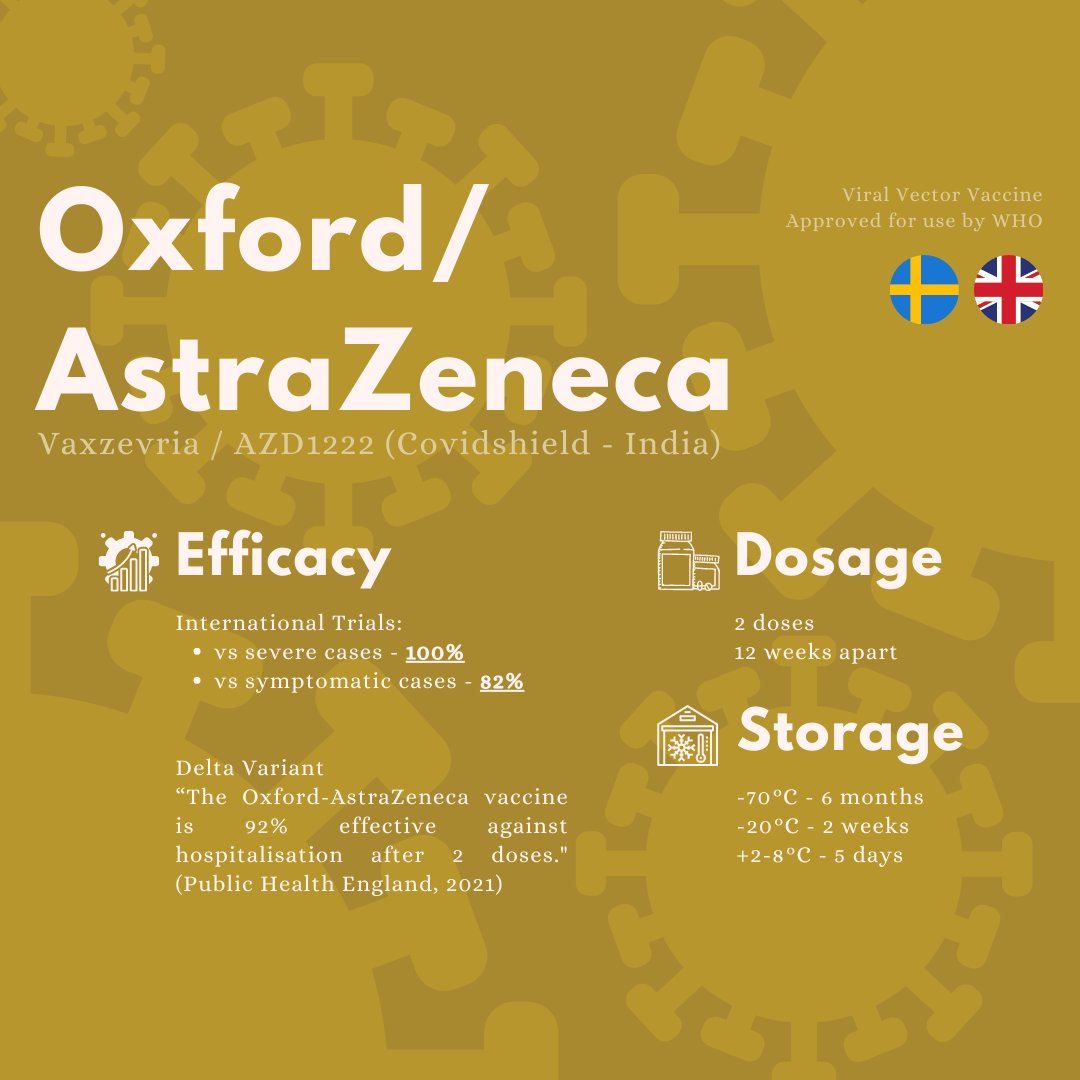 Oxford/
AstraZeneca
Vaxzevria / AZD1222 (Covidshield - India)
Viral Vector Vaccine
Approved for use by WHO
Efficacy
International Trials:
• vs severe cases - 100%
• vs symptomatic cases - 82%
Delta Variant
“The Oxford-AstraZeneca vaccine
is 92% effective against
hospitalisation after 2 doses."
(Public Health England, 2021)
Dosage
2 doses
12 weeks apart
Storage
-70°C - 6 months
-20°C - 2 weeks
+2-8°C - 5 days